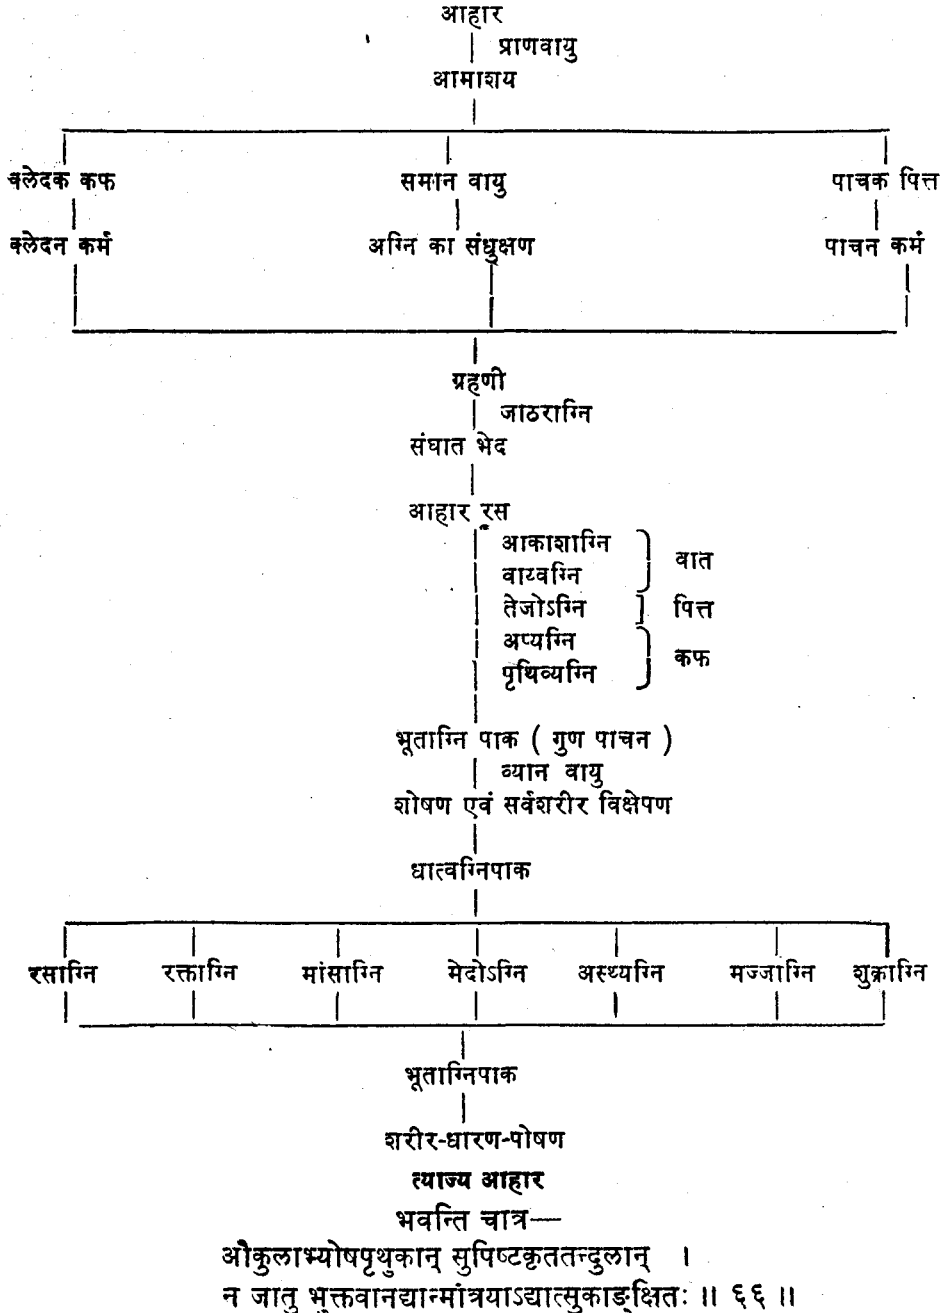 आहार
प्राणवायु
आमाशय
क्लेदक कफ समान वायु पाचक पित्त
क्लेदन कर्म अग्नि का संधुक्षण पाचन कर्म
ग्रहणी
जाठराग्नि
संघात भेद
आहार रस
आकाशाग्नि
वाय्वग्नि
वात
तेजोऽग्नि ] पित्त
अप्यग्नि
पृथिव्यग्नि
कफ
भूताग्नि पाक ( गुण पाचन )
व्यान वायु
शोषण एवं सर्वशरीर विक्षेपण
धात्वग्निपाक
रसाग्नि रक्ताग्नि मांसाग्नि मेदोऽग्नि अस्थ्यग्नि मज्जाग्नि शुक्राग्नि
भूताग्निपाक
शरीर-धारण-पोषण
त्याज्य आहार
भवन्ति चात्र—
औकुलाभ्योषपृथुकान् सुपिष्टकृततन्दुलान् ।
न जातु भुक्तवानद्यान्मांत्रयाऽद्यात्सुकाङ्क्षितः ॥ ६६ ॥